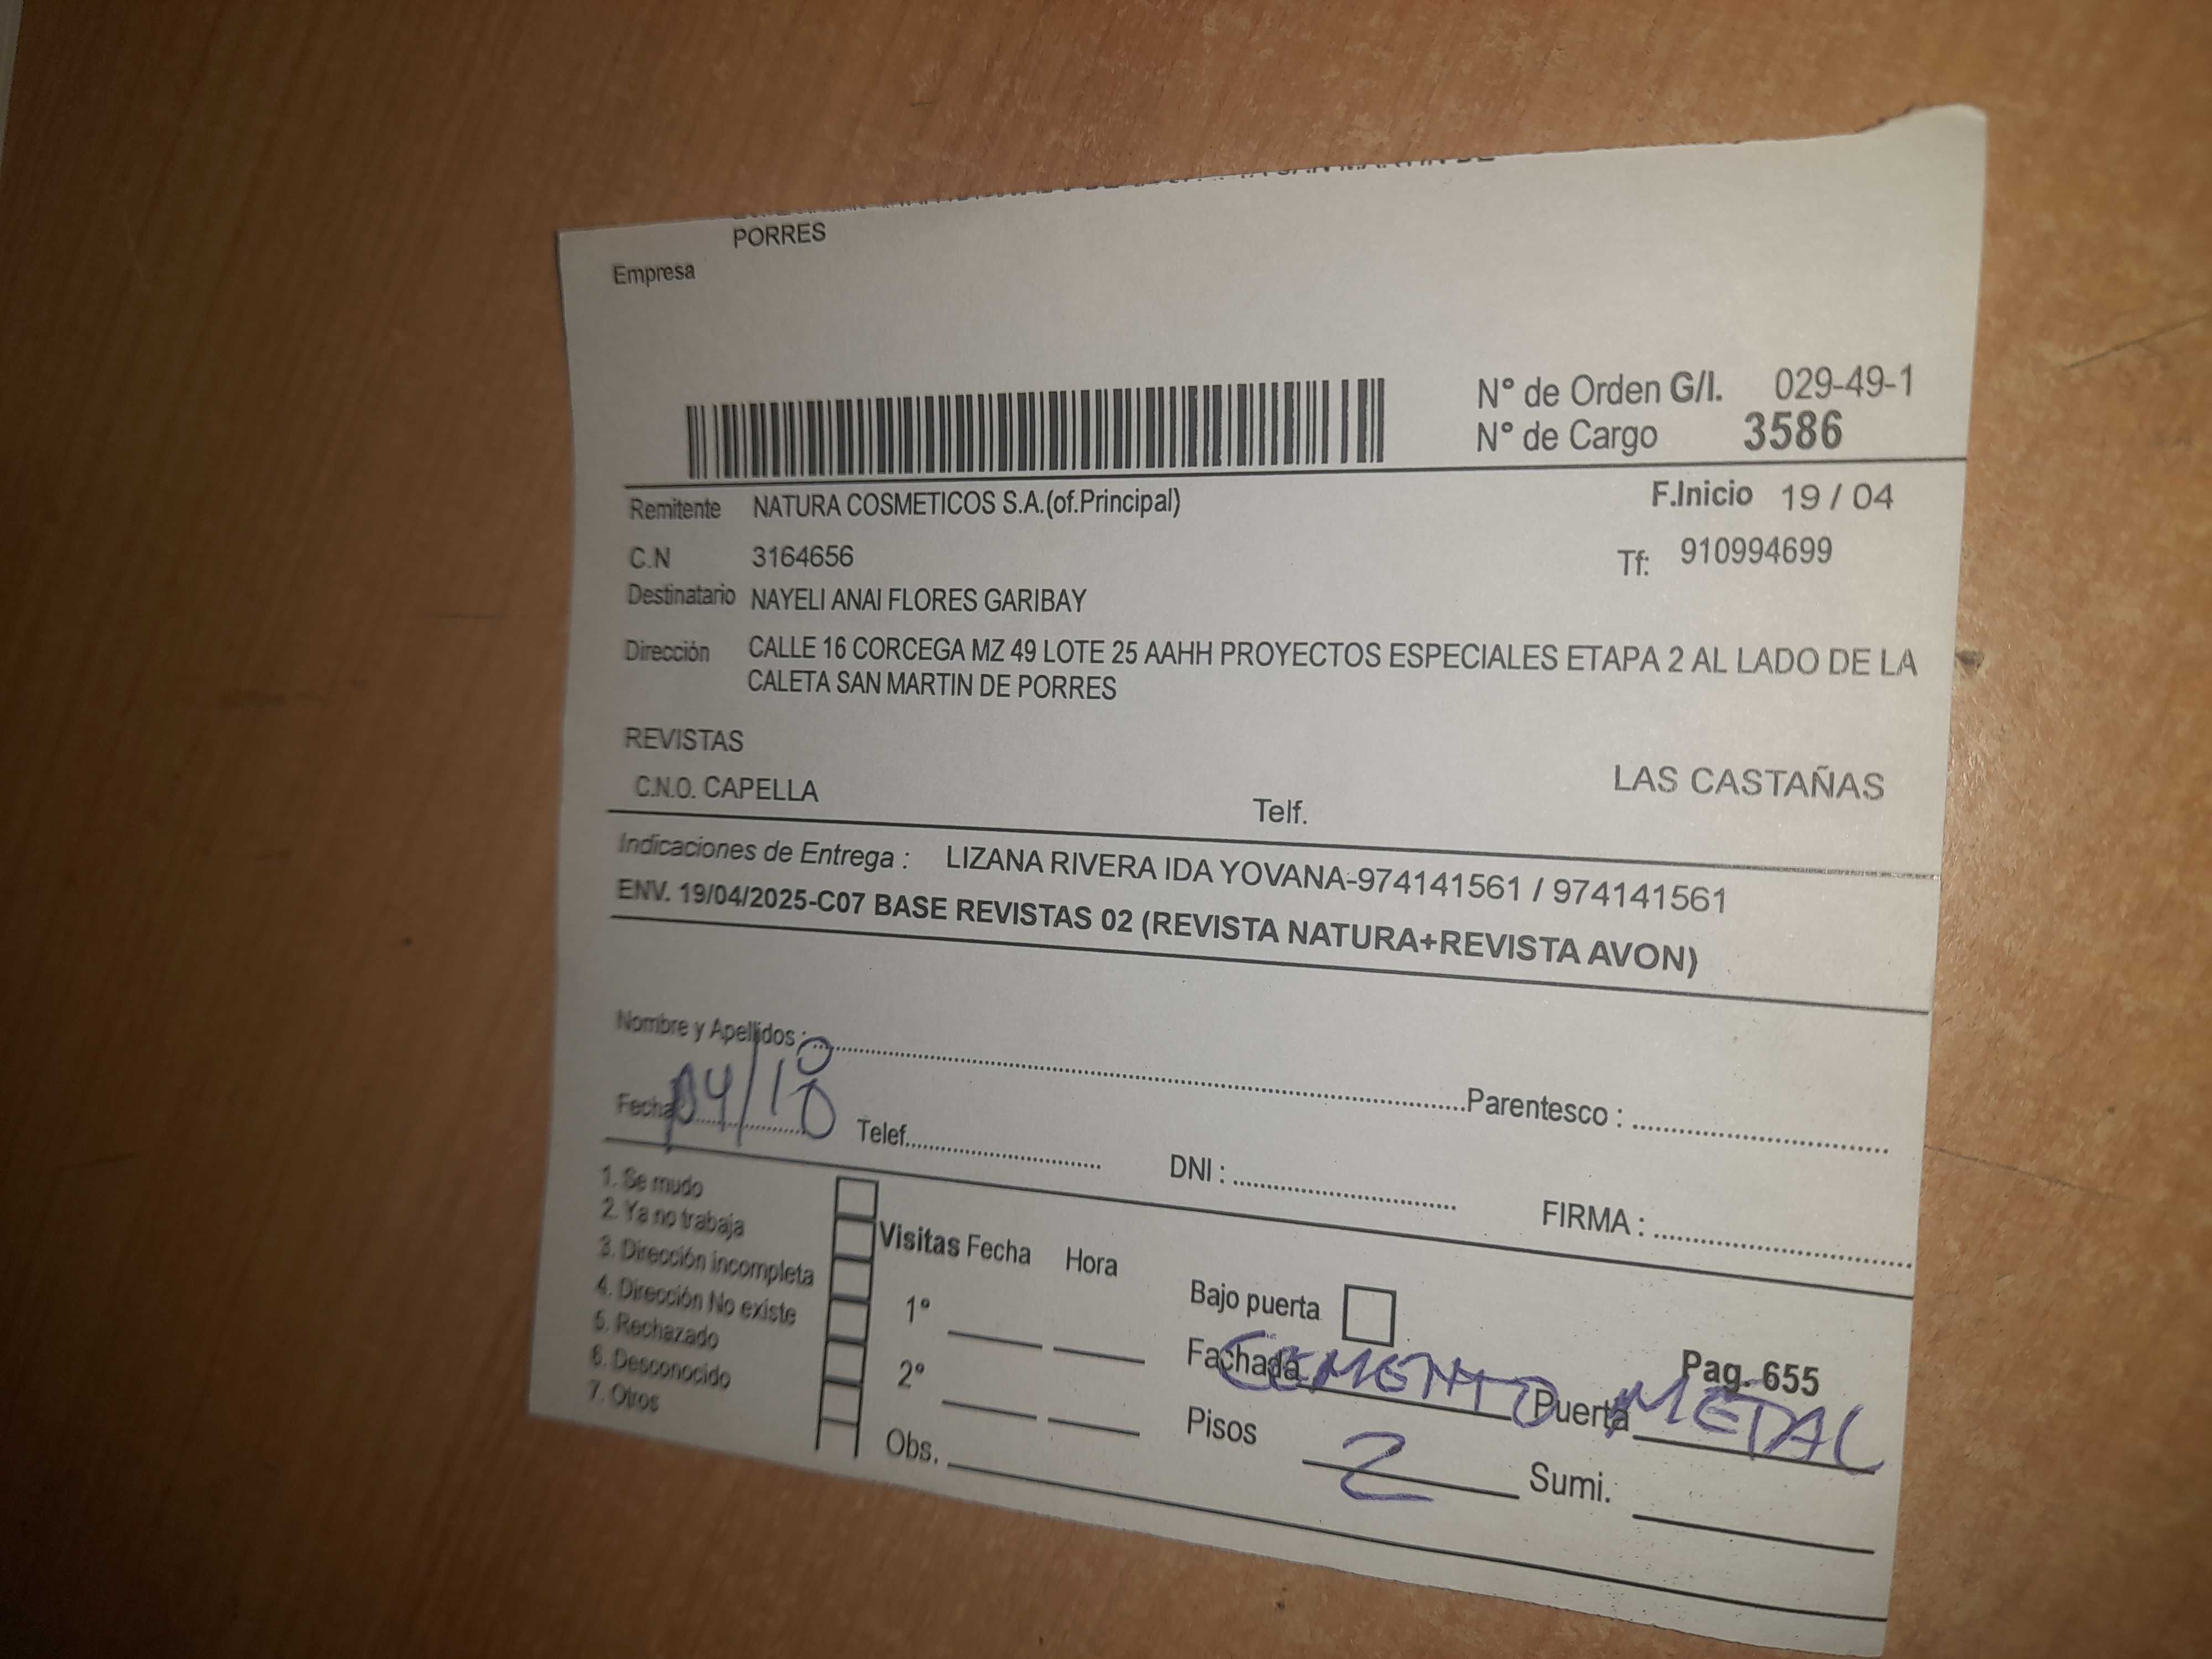 PORRES
Empresa
N° de Orden G/I. 029-49-1
N° de Cargo 3586
Remitente NATURA COSMETICOS S.A.(of.Principal) F.Inicio 19 / 04
C.N 3164656 Tf: 910994699
Destinatario NAYELI ANAI FLORES GARIBAY
Dirección CALLE 16 CORCEGA MZ 49 LOTE 25 AAHH PROYECTOS ESPECIALES ETAPA 2 AL LADO DE LA
CALETA SAN MARTIN DE PORRES
REVISTAS
C.N.O. CAPELLA Telf. LAS CASTAÑAS
Indicaciones de Entrega : LIZANA RIVERA IDA YOVANA-974141561 / 974141561
ENV. 19/04/2025-C07 BASE REVISTAS 02 (REVISTA NATURA+REVISTA AVON)
Nombre y Apellidos : Parentesco :
Fecha Telef. DNI : FIRMA :
1. Se mudo
2. Ya no trabaja
3. Dirección incompleta
4. Dirección No existe
5. Rechazado
6. Desconocido
7. Otros
Visitas Fecha Hora
1°
2°
Obs.
Bajo puerta
Pag. 655
Fachada CEMENTO Puerta METAL
Pisos 2 Sumi.